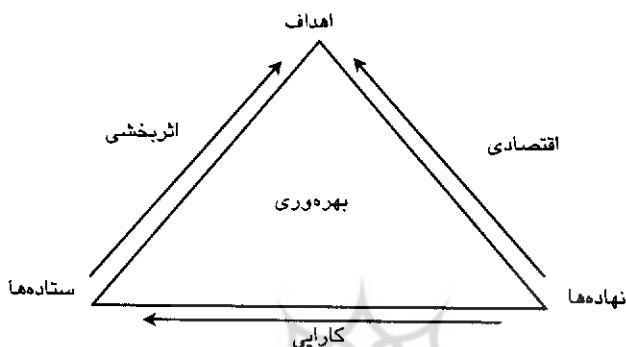 اهداف
اقتصادی
اثربخشی
بهره‌وری
نهاده‌ها
ستاده‌ها
کارایی